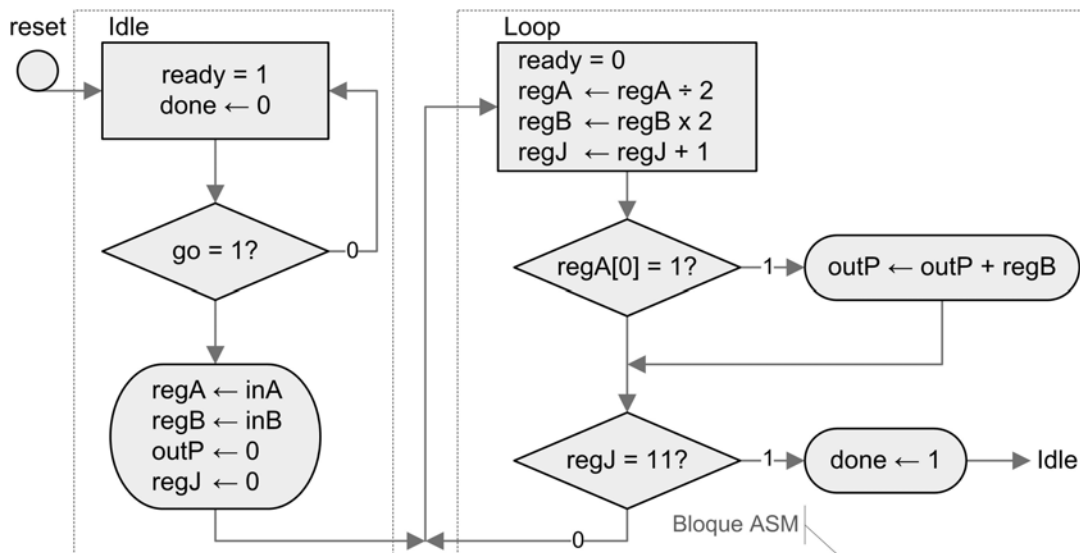 reset
Idle
ready = 1
done ← 0
go = 1?
0
regA ← inA
regB ← inB
outP ← 0
regJ ← 0
Loop
ready = 0
regA ← regA ÷ 2
regB ← regB x 2
regJ ← regJ + 1
regA[0] = 1?
1
outP ← outP + regB
regJ = 11?
1
done ← 1
Idle
0
Bloque ASM